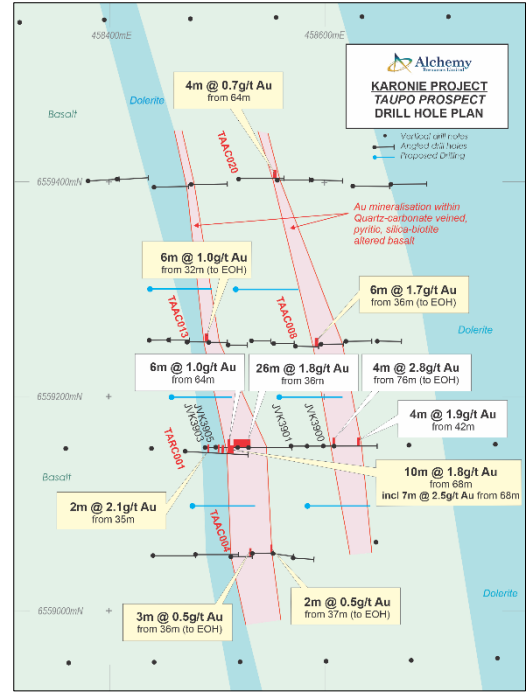 458400mE
458600mE
Alchemy
Resources Limited
KARONIE PROJECT
TAUPO PROSPECT
DRILL HOLE PLAN
Vertical drill holes
Angled drill holes
Proposed Drilling
4m @ 0.7g/t Au
from 64m
Dolerite
Basalt
TAAC020
6559400mN
Au mineralisation within
Quartz-carbonate veined,
pyritic, silica-biotite
altered basalt
6m @ 1.0g/t Au
from 32m (to EOH)
6m @ 1.7g/t Au
from 36m (to EOH)
TAAC013
TAAC008
Dolerite
6m @ 1.0g/t Au
from 64m
26m @ 1.8g/t Au
from 36m
4m @ 2.8g/t Au
from 76m (to EOH)
6559200mN
4m @ 1.9g/t Au
from 42m
JVK3905
JVK3903
JVK3901
JVK3900
TARC001
Basalt
10m @ 1.8g/t Au
from 68m
incl 7m @ 2.5g/t Au from 68m
2m @ 2.1g/t Au
from 35m
TAAC004
6559000mN
3m @ 0.5g/t Au
from 36m (to EOH)
2m @ 0.5g/t Au
from 37m (to EOH)
Dolerite